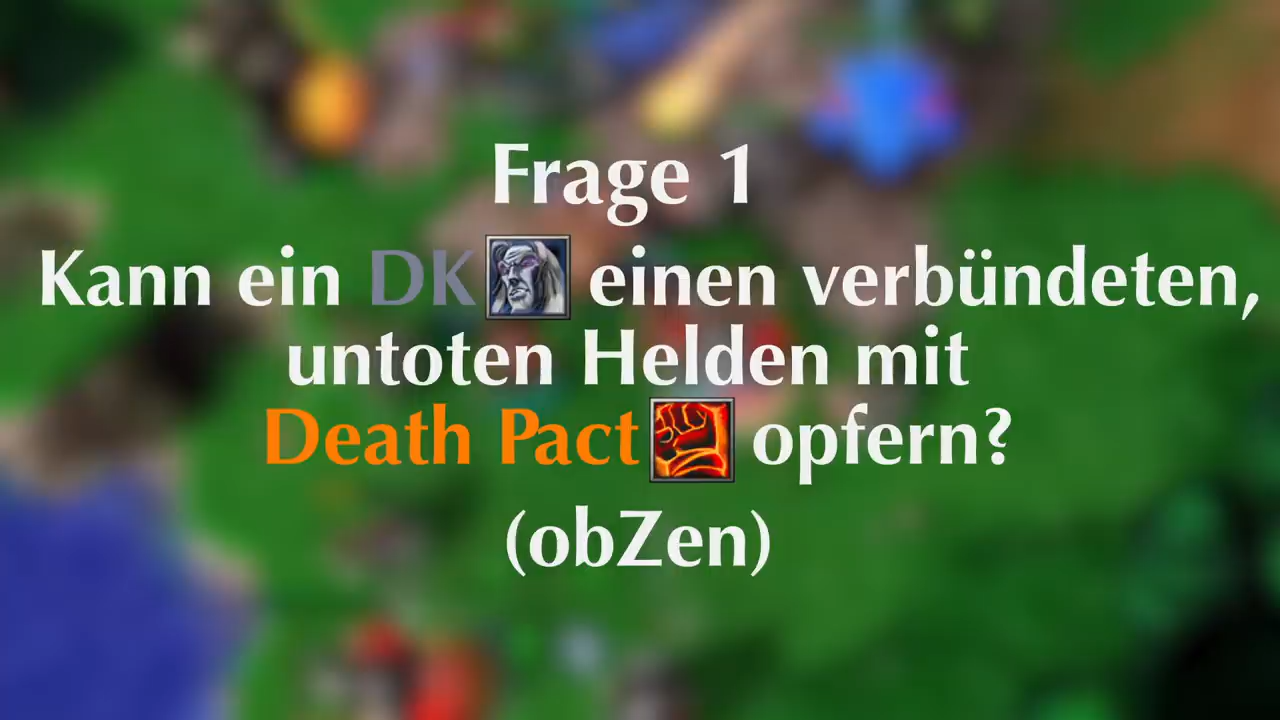 Frage 1
Kann ein DK einen verbündeten,
untoten Helden mit
Death Pact opfern?
(obZen)